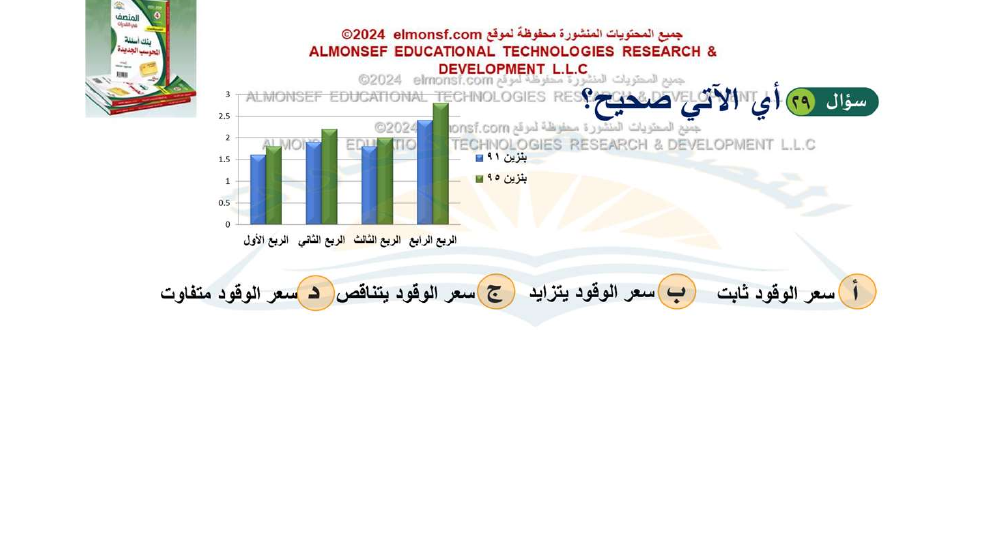 جميع المحتويات المنشورة محفوظة لموقع elmonsf.com ©2024
ALMONSEF EDUCATIONAL TECHNOLOGIES RESEARCH &
DEVELOPMENT L.L.C
جميع المحتويات المنشورة محفوظة لموقع elmonsf.com ©2024
ALMONSEF EDUCATIONAL TECHNOLOGIES RESEARCH & DEVELOPMENT L.L.C
سؤال ٢٩ أي الآتي صحيح؟
جميع المحتويات المنشورة محفوظة لموقع elmonsf.com ©2024
ALMONSEF EDUCATIONAL TECHNOLOGIES RESEARCH & DEVELOPMENT L.L.C
المنصف
في القدرات
بنك أسئلة
المحوسب الجديدة
3
2.5
2
1.5
1
0.5
0
بنزين ٩١
بنزين ٩٥
الربع الأول الربع الثاني الربع الثالث الربع الرابع
أ سعر الوقود ثابت ب سعر الوقود يتزايد ج سعر الوقود يتناقص د سعر الوقود متفاوت